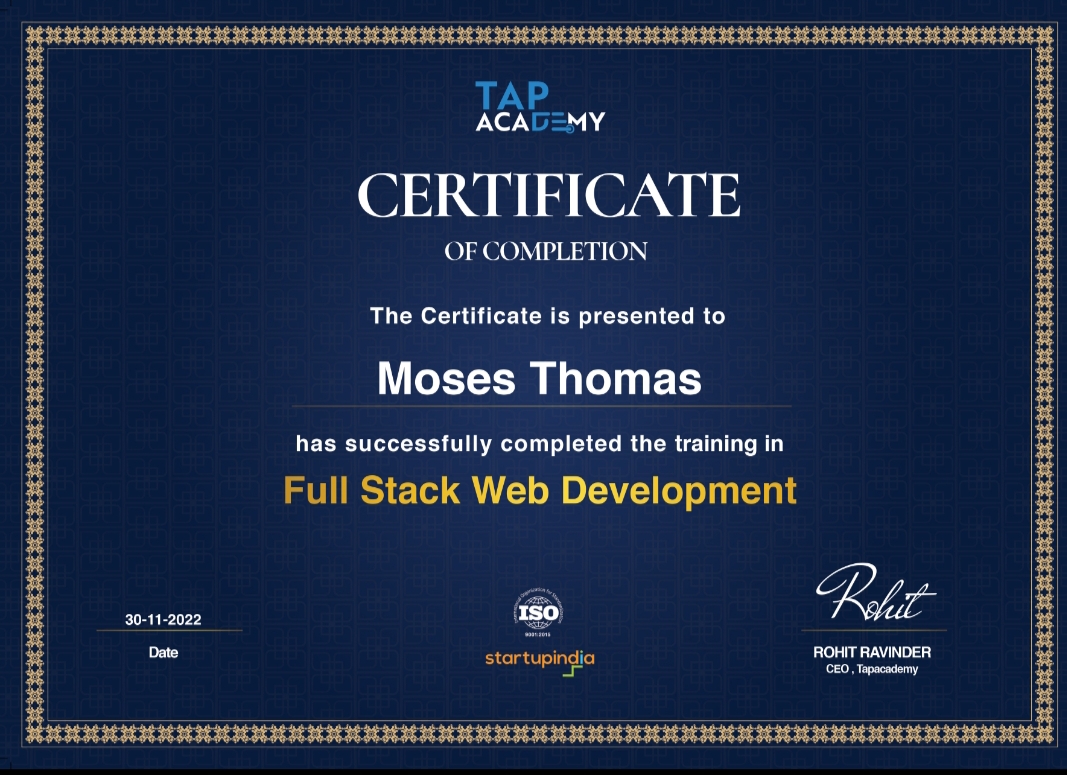 TAP
ACADEMY
CERTIFICATE
OF COMPLETION
The Certificate is presented to
Moses Thomas
has successfully completed the training in
Full Stack Web Development
30-11-2022
Date
International Organization for Standardization
ISO
9001:2015
startupindia
Rohit
ROHIT RAVINDER
CEO , Tapacademy